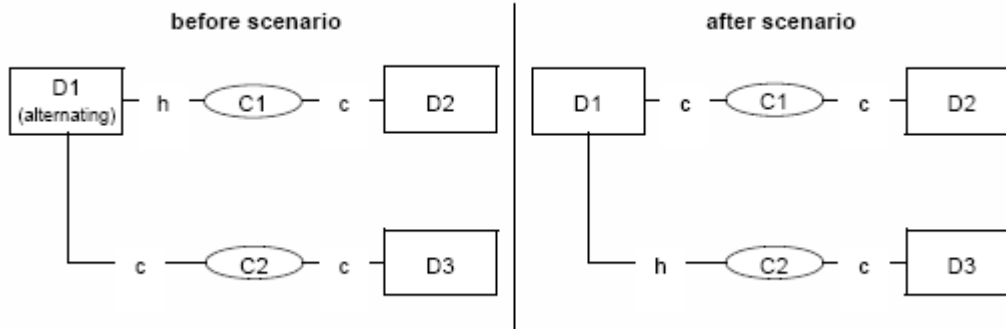 before scenario
D1
(alternating)
h
C1
c
D2
c
C2
c
D3
after scenario
D1
c
C1
c
D2
h
C2
c
D3